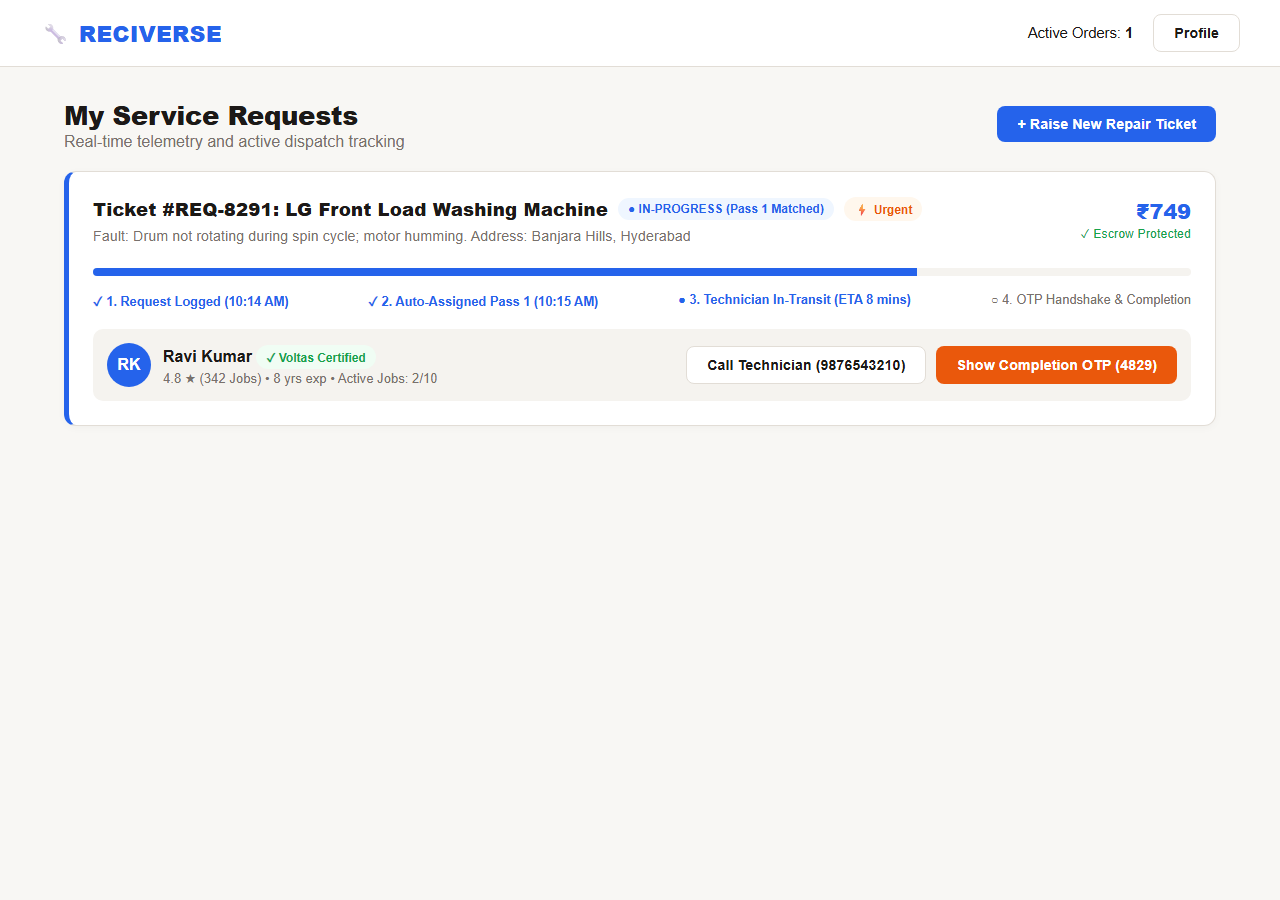 🔧 RECIVERSE
Active Orders: 1
Profile
My Service Requests
Real-time telemetry and active dispatch tracking
+ Raise New Repair Ticket
Ticket #REQ-8291: LG Front Load Washing Machine
● IN-PROGRESS (Pass 1 Matched)
⚡ Urgent
₹749
Fault: Drum not rotating during spin cycle; motor humming. Address: Banjara Hills, Hyderabad
✓ Escrow Protected
✓ 1. Request Logged (10:14 AM)
✓ 2. Auto-Assigned Pass 1 (10:15 AM)
● 3. Technician In-Transit (ETA 8 mins)
○ 4. OTP Handshake & Completion
RK
Ravi Kumar
✓ Voltas Certified
4.8 ★ (342 Jobs) • 8 yrs exp • Active Jobs: 2/10
Call Technician (9876543210)
Show Completion OTP (4829)